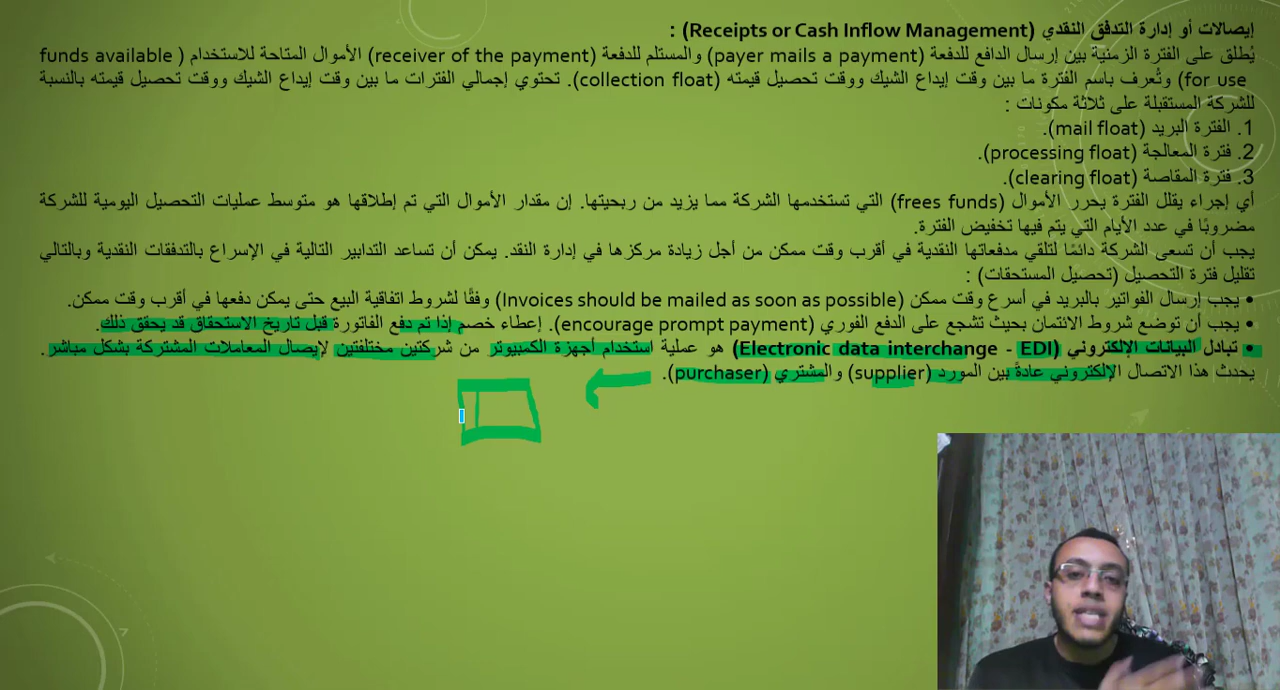 إيصالات أو إدارة التدفق النقدي (Receipts or Cash Inflow Management) :
يُطلق على الفترة الزمنية بين إرسال الدافع للدفعة (payer mails a payment) والمستلم للدفعة (receiver of the payment) الأموال المتاحة للاستخدام ( funds available
for use) وتُعرف باسم الفترة ما بين وقت إيداع الشيك ووقت تحصيل قيمته (collection float). تحتوي إجمالي الفترات ما بين وقت إيداع الشيك ووقت تحصيل قيمته بالنسبة
للشركة المستقبلة على ثلاثة مكونات :
1. الفترة البريد (mail float).
2. فترة المعالجة (processing float).
3. فترة المقاصة (clearing float).
أي إجراء يقلل الفترة يحرر الأموال (frees funds) التي تستخدمها الشركة مما يزيد من ربحيتها. إن مقدار الأموال التي تم إطلاقها هو متوسط عمليات التحصيل اليومية للشركة
مضروبًا في عدد الأيام التي يتم فيها تخفيض الفترة.
يجب أن تسعى الشركة دائمًا لتلقي مدفعاتها النقدية في أقرب وقت ممكن من أجل زيادة مركزها في إدارة النقد. يمكن أن تساعد التدابير التالية في الإسراع بالتدفقات النقدية وبالتالي
تقليل فترة التحصيل (تحصيل المستحقات) :
• يجب إرسال الفواتير بالبريد في أسرع وقت ممكن (Invoices should be mailed as soon as possible) وفقًا لشروط اتفاقية البيع حتى يمكن دفعها في أقرب وقت ممكن.
• يجب أن توضع شروط الائتمان بحيث تشجع على الدفع الفوري (encourage prompt payment). إعطاء خصم إذا تم دفع الفاتورة قبل تاريخ الاستحقاق قد يحقق ذلك.
• تبادل البيانات الإلكتروني (Electronic data interchange - EDI) هو عملية استخدام أجهزة الكمبيوتر من شركتين مختلفتين لإيصال المعاملات المشتركة بشكل مباشر.
يحدث هذا الاتصال الإلكتروني عادةً بين المورد (supplier) والمشتري (purchaser).